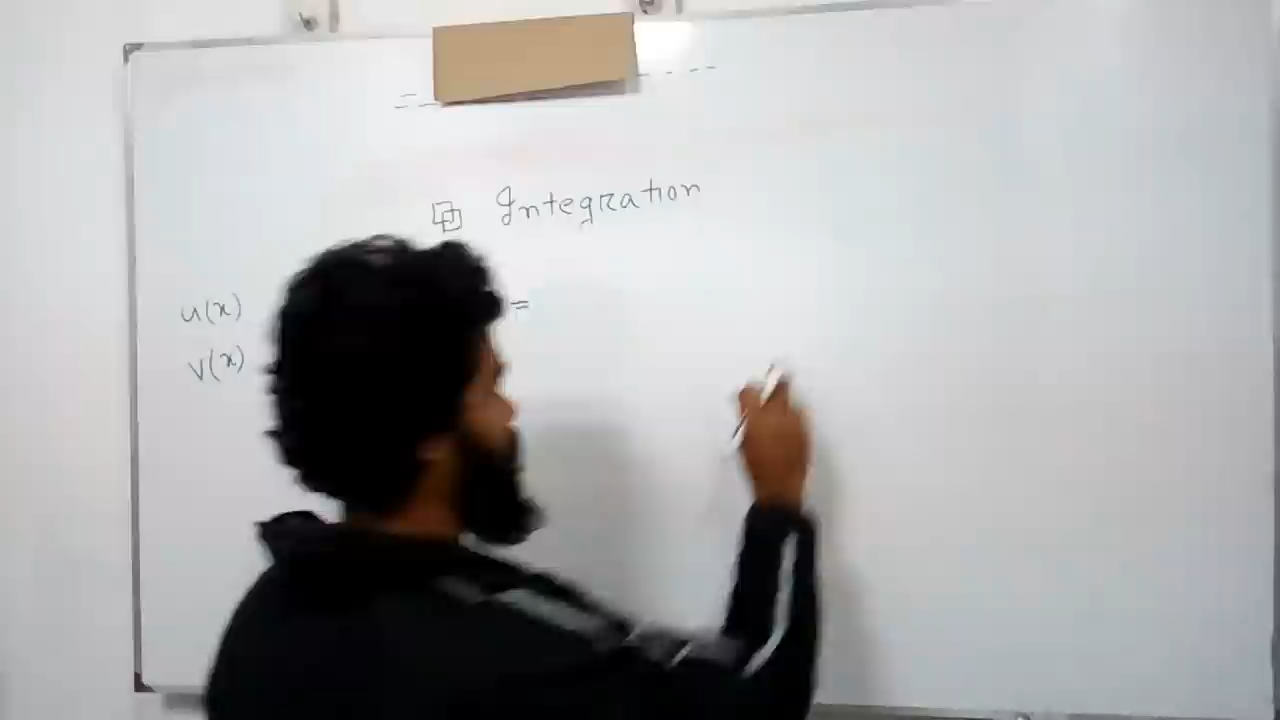 Integration
u(x) =
v(x)